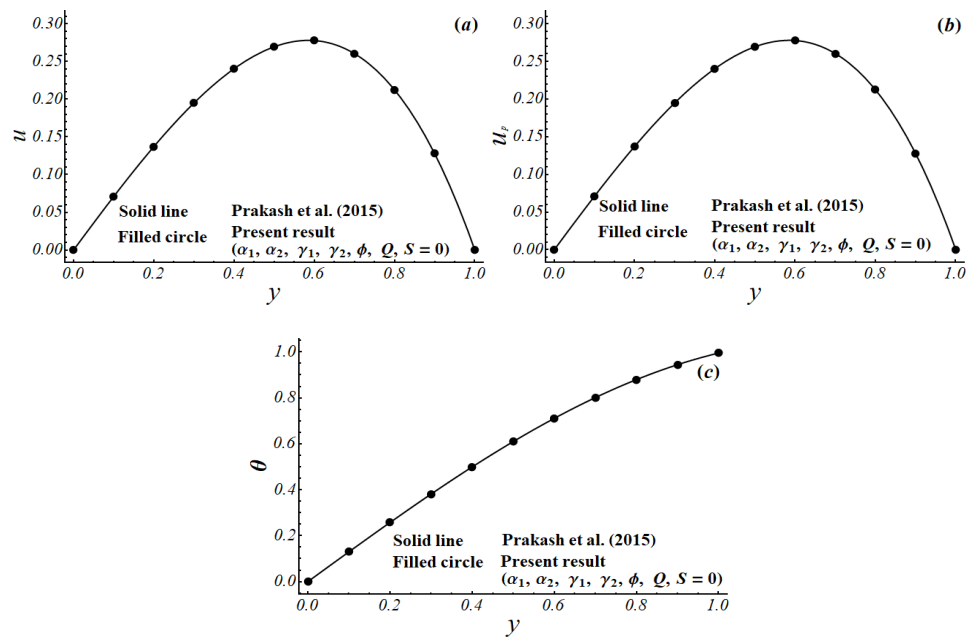 (a)
0.30
0.25
0.20
0.15
0.10
0.05
0.00
u
Solid line Prakash et al. (2015)
Filled circle Present result
(α1, α2, γ1, γ2, ϕ, Q, S = 0)
0.0 0.2 0.4 0.6 0.8 1.0
y
(b)
0.30
0.25
0.20
0.15
0.10
0.05
0.00
up
Solid line Prakash et al. (2015)
Filled circle Present result
(α1, α2, γ1, γ2, ϕ, Q, S = 0)
0.0 0.2 0.4 0.6 0.8 1.0
y
(c)
1.0
0.8
0.6
0.4
0.2
0.0
θ
Solid line Prakash et al. (2015)
Filled circle Present result
(α1, α2, γ1, γ2, ϕ, Q, S = 0)
0.0 0.2 0.4 0.6 0.8 1.0
y